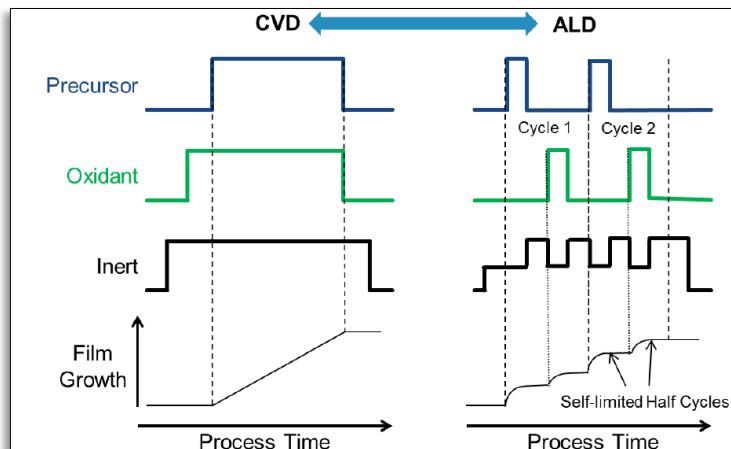 CVD ALD
Precursor
Cycle 1 Cycle 2
Oxidant
Inert
Film
Growth
Self-limited Half Cycles
Process Time Process Time